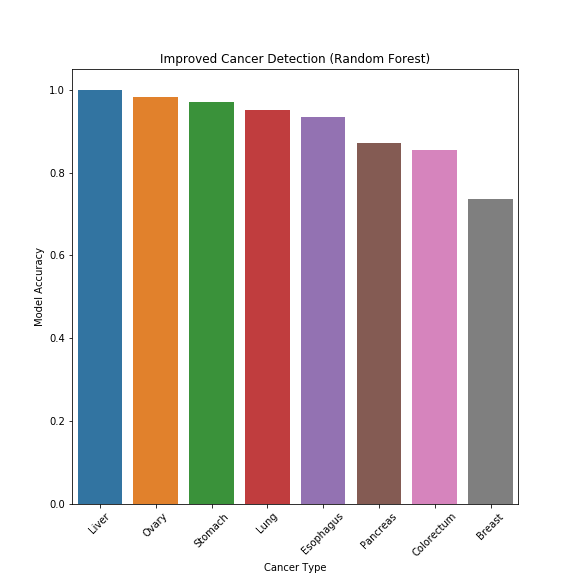 Improved Cancer Detection (Random Forest)
1.0
0.8
0.6
0.4
0.2
0.0
Model Accuracy
Liver
Ovary
Stomach
Lung
Esophagus
Pancreas
Colorectum
Breast
Cancer Type